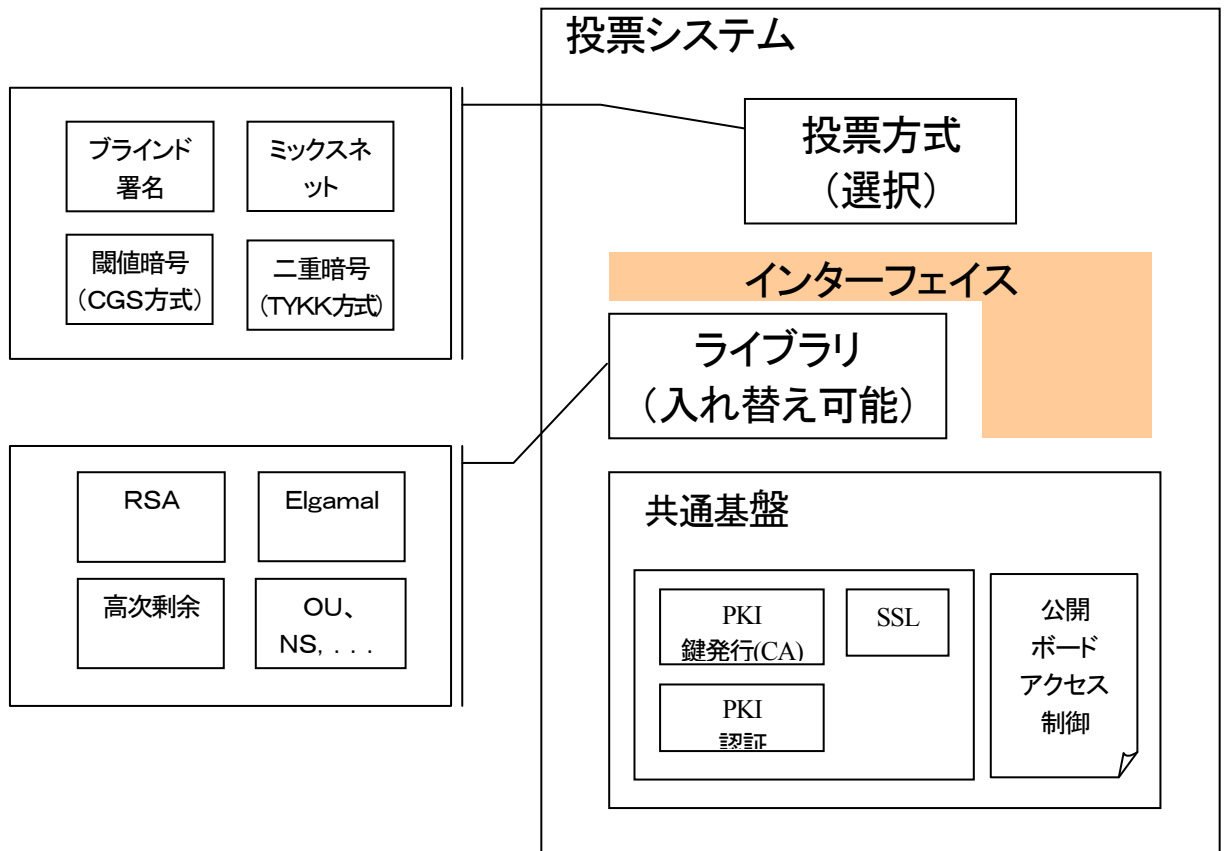 投票システム
投票方式
（選択）
ブラインド
署名
ミックスネ
ット
閾値暗号
（CGS方式）
二重暗号
（TYKK方式）
インターフェイス
ライブラリ
（入れ替え可能）
RSA
Elgamal
高次剰余
OU、
NS，．．．
共通基盤
PKI
鍵発行(CA)
SSL
PKI
認証
公開
ボード
アクセス
制御